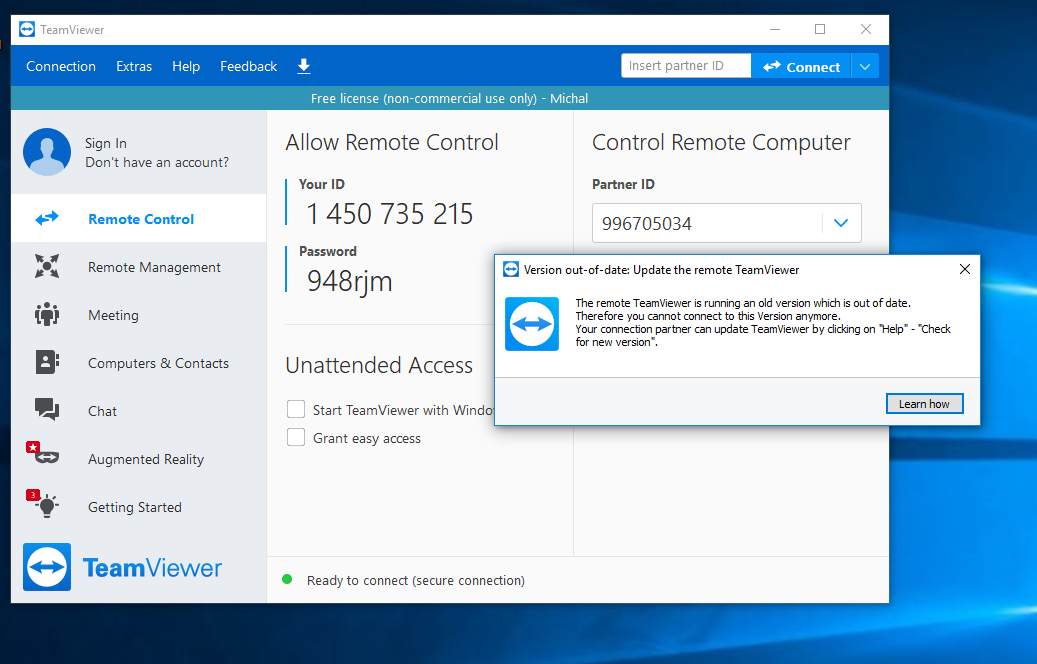 TeamViewer
Connection Extras Help Feedback
Insert partner ID Connect
Free license (non-commercial use only) - Michal
Sign In
Don't have an account?
Remote Control
Remote Management
Meeting
Computers & Contacts
Chat
Augmented Reality
3
Getting Started
TeamViewer
Allow Remote Control
Your ID
1 450 735 215
Password
948rjm
Unattended Access
Start TeamViewer with Windo
Grant easy access
Control Remote Computer
Partner ID
996705034
Version out-of-date: Update the remote TeamViewer
The remote TeamViewer is running an old version which is out of date.
Therefore you cannot connect to this Version anymore.
Your connection partner can update TeamViewer by clicking on "Help" - "Check
for new version".
Learn how
Ready to connect (secure connection)